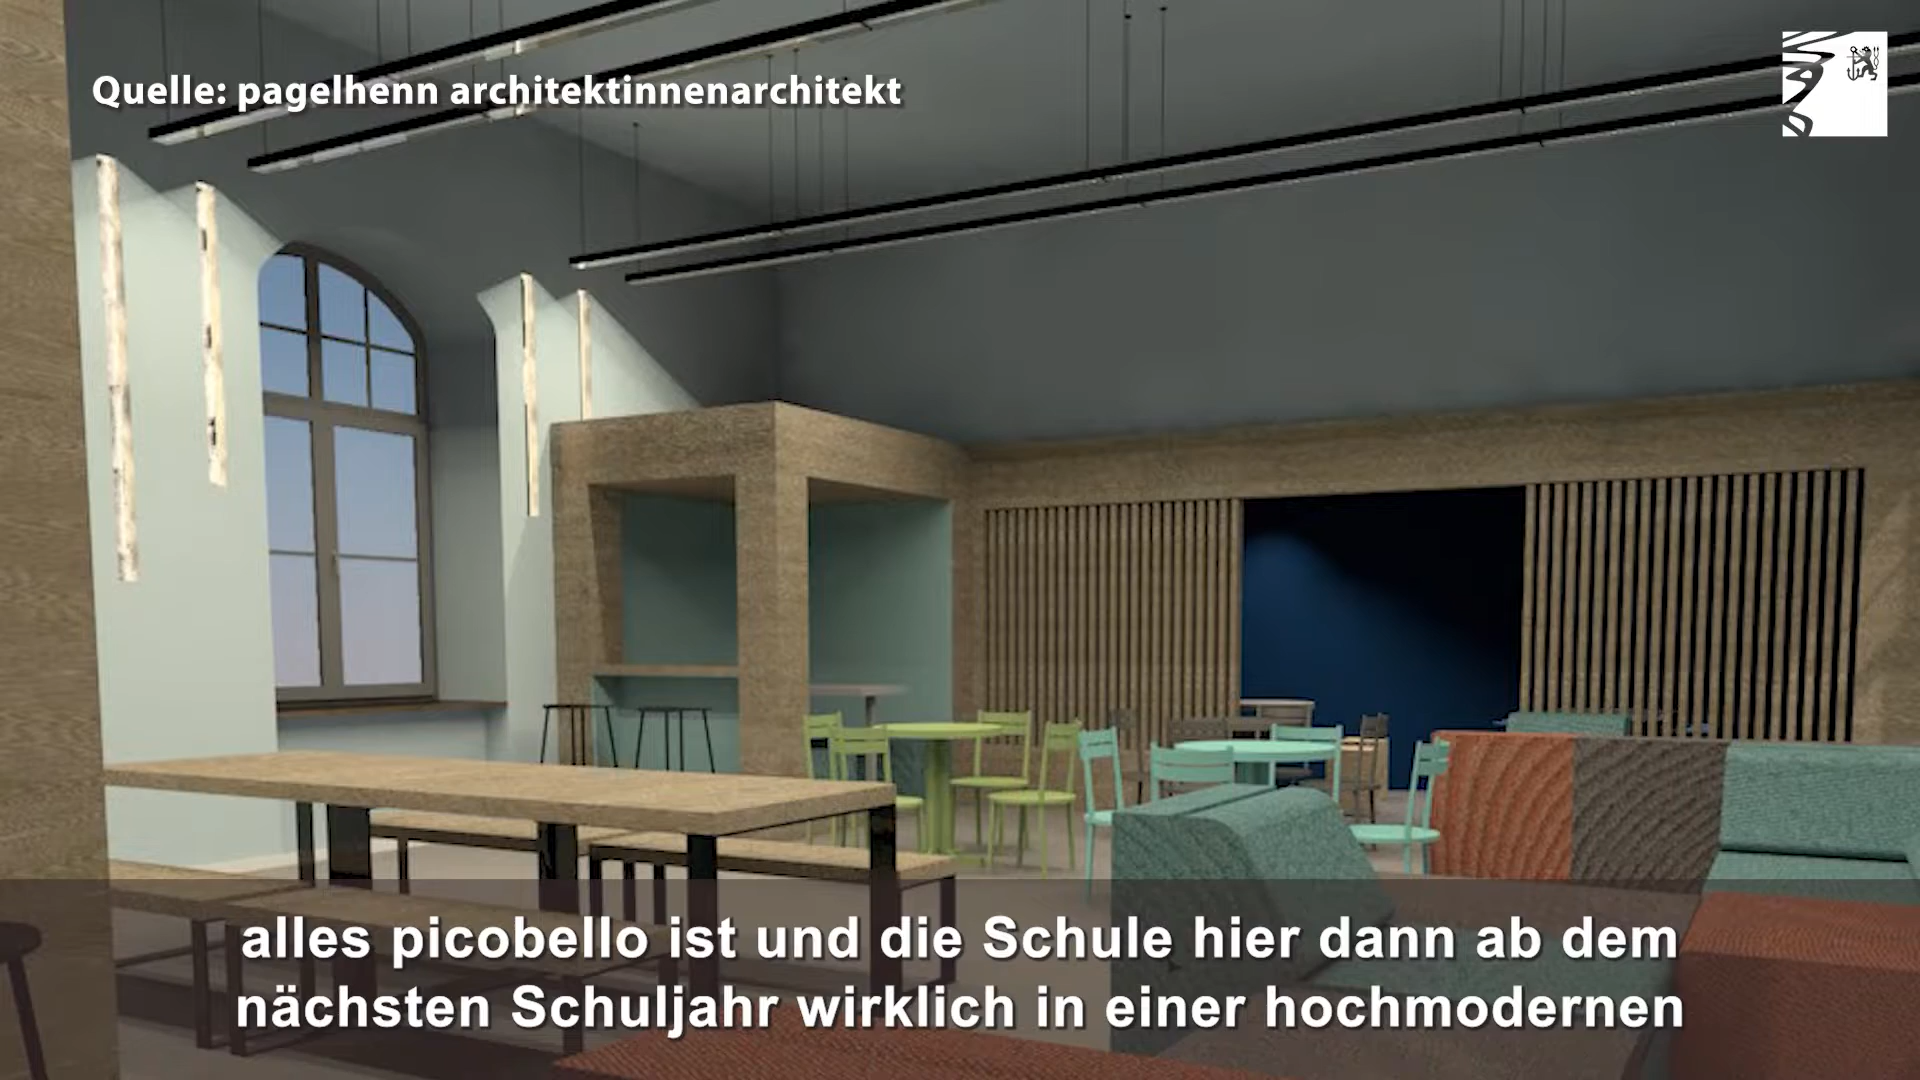 Quelle: pagelhenn architektinnenarchitekt
alles picobello ist und die Schule hier dann ab dem
nächsten Schuljahr wirklich in einer hochmodernen